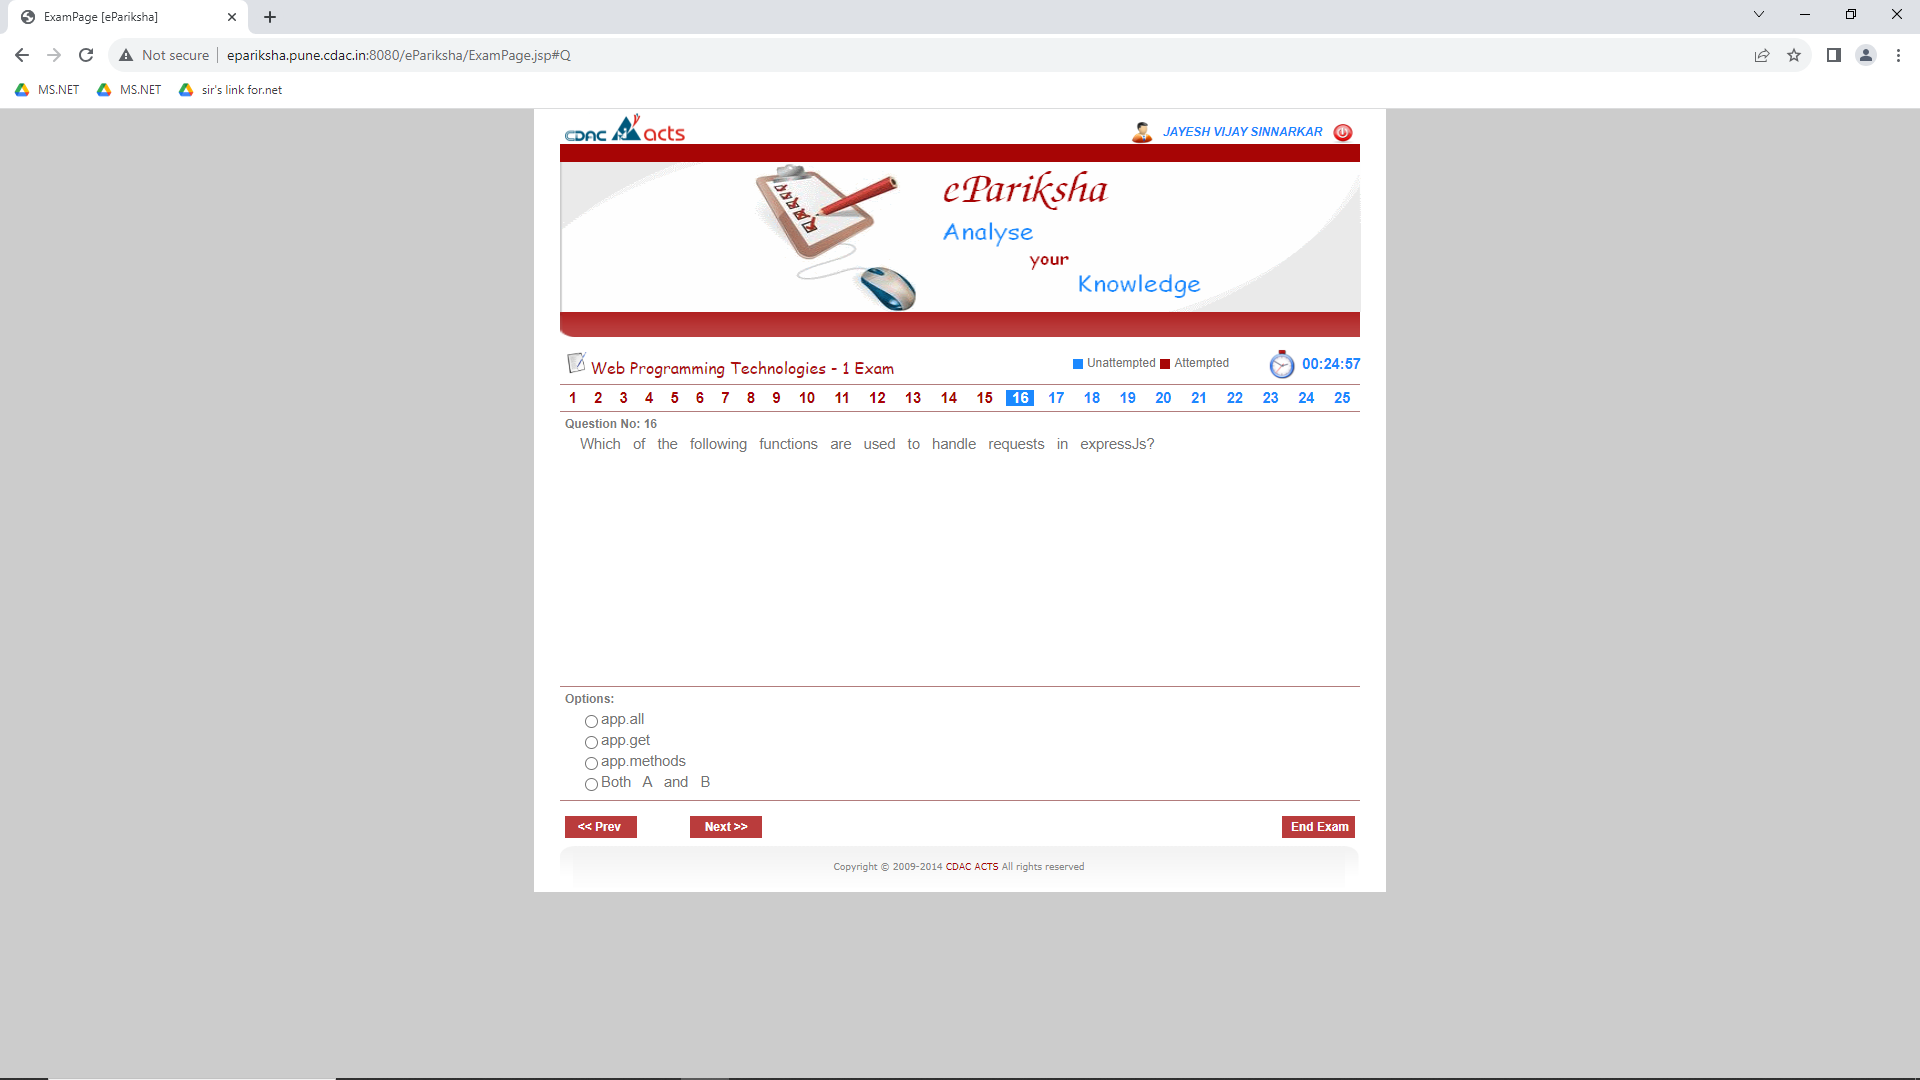 ExamPage [ePariksha]
Not secure epariksha.pune.cdac.in:8080/ePariksha/ExamPage.jsp#Q
MS.NET MS.NET sir's link for.net
CDAC acts JAYESH VIJAY SINNARKAR
ePariksha
Analyse
your
Knowledge
Web Programming Technologies - 1 Exam Unattempted Attempted 00:24:57
1 2 3 4 5 6 7 8 9 10 11 12 13 14 15 16 17 18 19 20 21 22 23 24 25
Question No: 16
Which of the following functions are used to handle requests in expressJs?
Options:
app.all
app.get
app.methods
Both A and B
<< Prev Next >> End Exam
Copyright © 2009-2014 CDAC ACTS All rights reserved